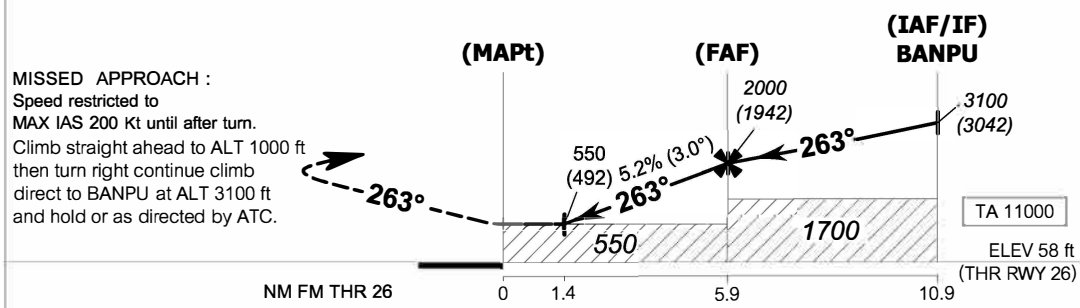 (IAF/IF)
(MAPt) (FAF) BANPU
MISSED APPROACH :
Speed restricted to
MAX IAS 200 Kt until after turn.
Climb straight ahead to ALT 1000 ft
then turn right continue climb
direct to BANPU at ALT 3100 ft
and hold or as directed by ATC.
2000
(1942)
3100
(3042)
550
(492)
5.2% (3.0°)
263°
263°
263°
550
1700
TA 11000
ELEV 58 ft
(THR RWY 26)
NM FM THR 26 0 1.4 5.9 10.9